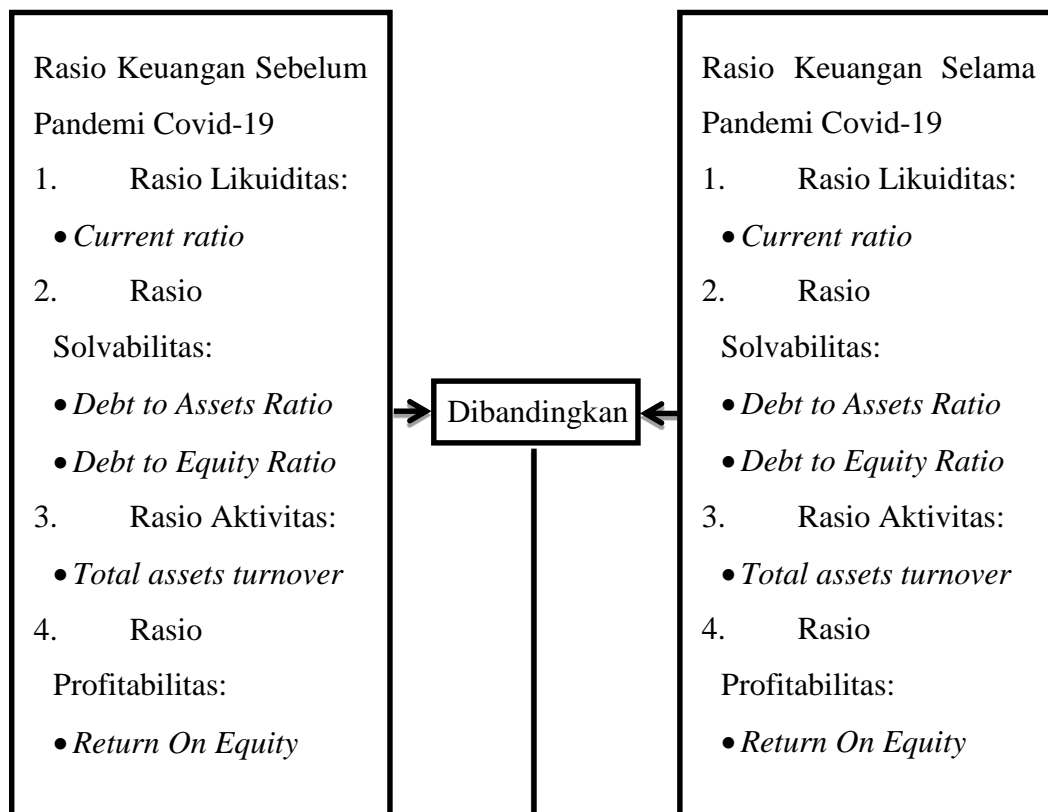 Rasio Keuangan Sebelum
Pandemi Covid-19
1. Rasio Likuiditas:
• Current ratio
2. Rasio
Solvabilitas:
• Debt to Assets Ratio
• Debt to Equity Ratio
3. Rasio Aktivitas:
• Total assets turnover
4. Rasio
Profitabilitas:
• Return On Equity
Dibandingkan
Rasio Keuangan Selama
Pandemi Covid-19
1. Rasio Likuiditas:
• Current ratio
2. Rasio
Solvabilitas:
• Debt to Assets Ratio
• Debt to Equity Ratio
3. Rasio Aktivitas:
• Total assets turnover
4. Rasio
Profitabilitas:
• Return On Equity